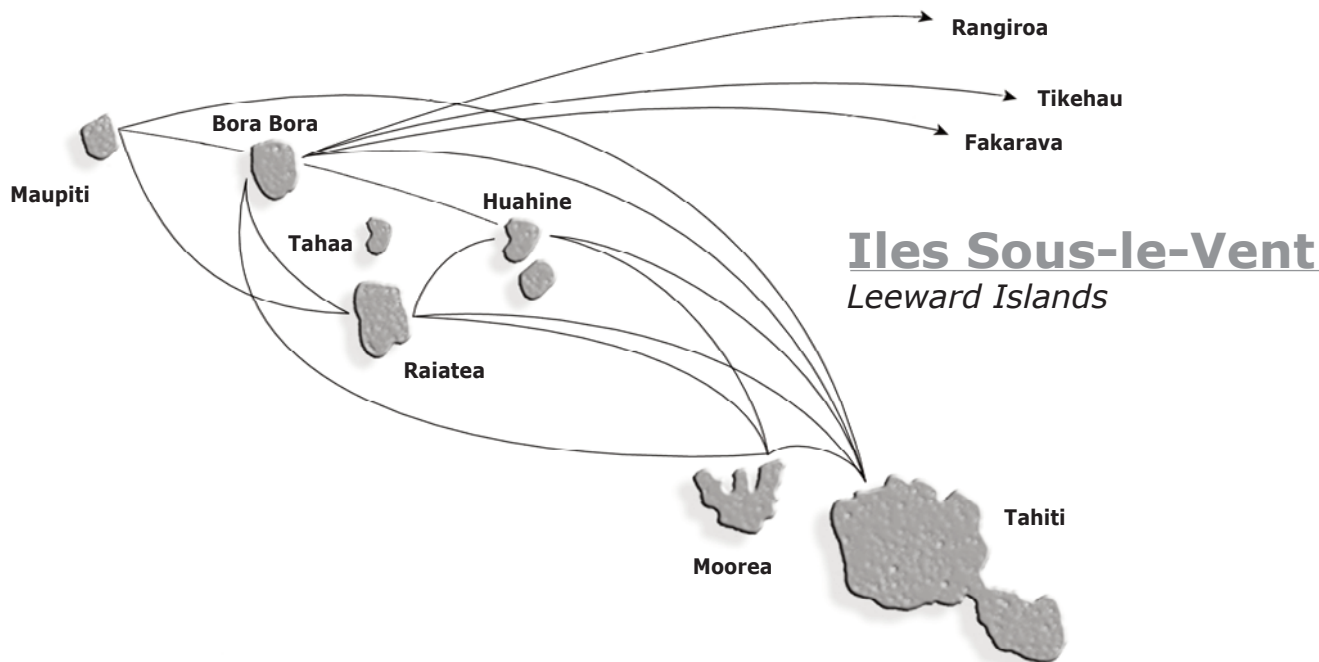 Rangiroa
Tikehau
Bora Bora
Fakarava
Maupiti
Huahine
Tahaa
Iles Sous-le-Vent
Leeward Islands
Raiatea
Tahiti
Moorea